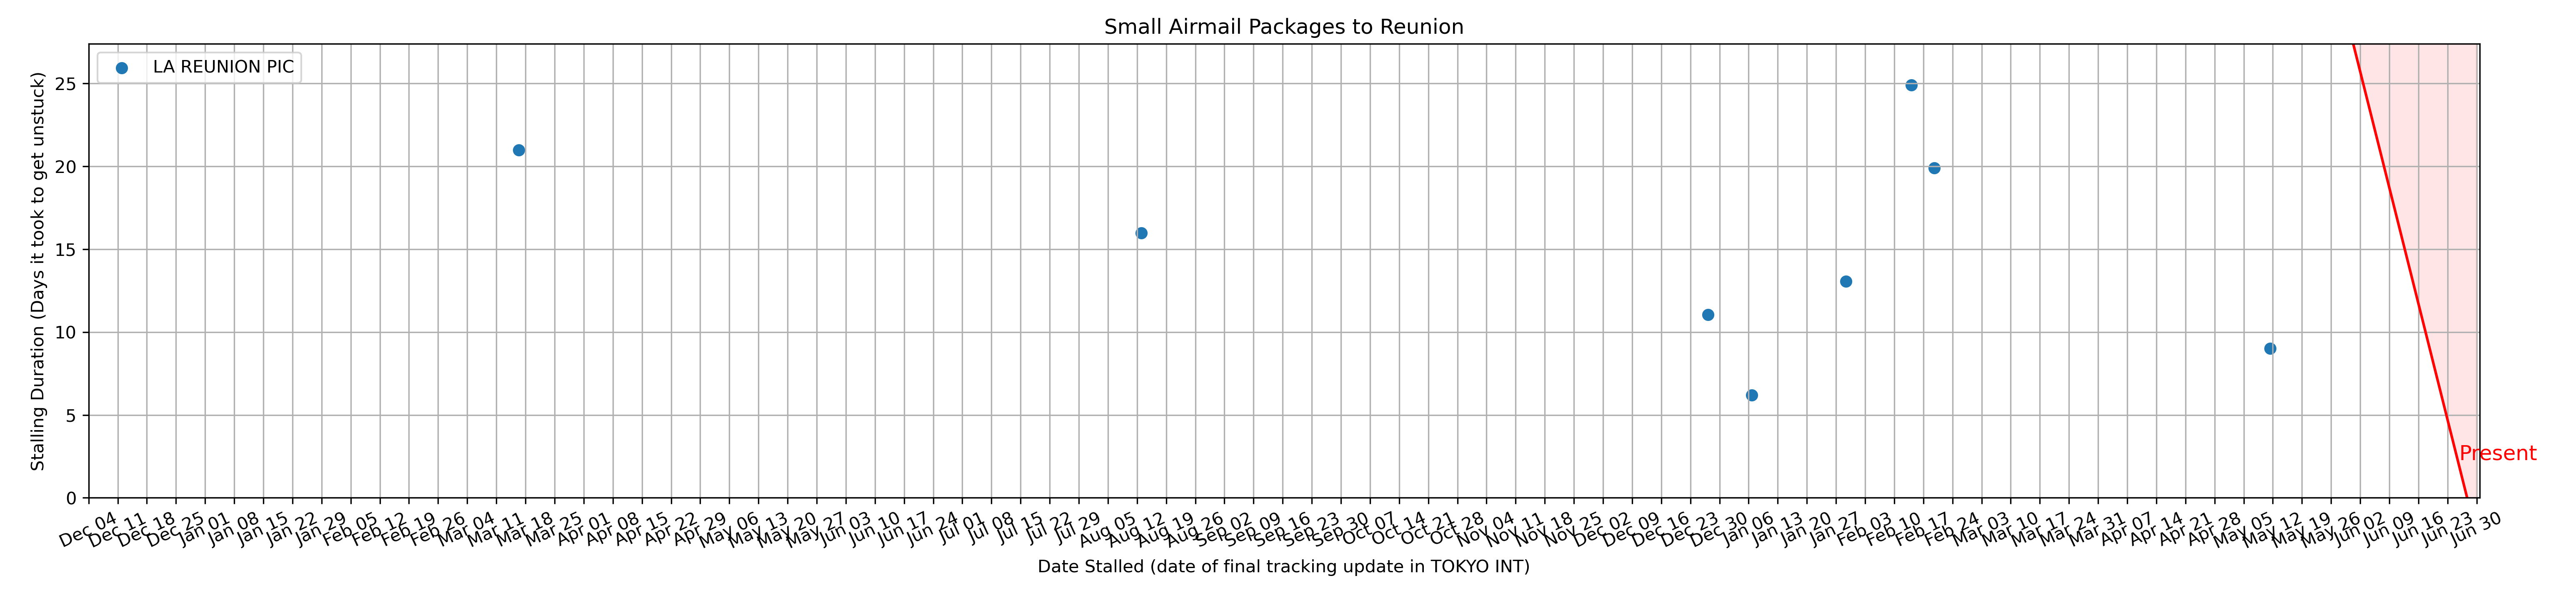 Small Airmail Packages to Reunion
LA REUNION PIC
Stalling Duration (Days it took to get unstuck)
25
20
15
10
5
0
Present
Dec 04
Dec 11
Dec 18
Dec 25
Jan 01
Jan 08
Jan 15
Jan 22
Jan 29
Feb 05
Feb 12
Feb 19
Feb 26
Mar 04
Mar 11
Mar 18
Mar 25
Apr 01
Apr 08
Apr 15
Apr 22
Apr 29
May 06
May 13
May 20
May 27
Jun 03
Jun 10
Jun 17
Jun 24
Jul 01
Jul 08
Jul 15
Jul 22
Jul 29
Aug 05
Aug 12
Aug 19
Aug 26
Sep 02
Sep 09
Sep 16
Sep 23
Sep 30
Oct 07
Oct 14
Oct 21
Oct 28
Nov 04
Nov 11
Nov 18
Nov 25
Dec 02
Dec 09
Dec 16
Dec 23
Dec 30
Jan 06
Jan 13
Jan 20
Jan 27
Feb 03
Feb 10
Feb 17
Feb 24
Mar 03
Mar 10
Mar 17
Mar 24
Mar 31
Apr 07
Apr 14
Apr 21
Apr 28
May 05
May 12
May 19
May 26
Jun 02
Jun 09
Jun 16
Jun 23
Jun 30
Date Stalled (date of final tracking update in TOKYO INT)